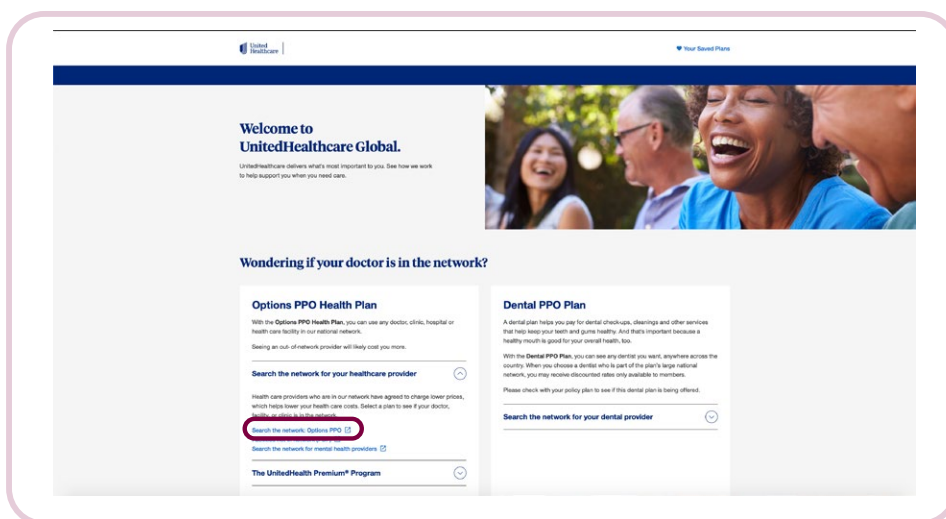 United
Healthcare
Your Saved Plans
Welcome to
UnitedHealthcare Global.
UnitedHealthcare delivers what's most important to you. See how we work
to help support you when you need care.
Wondering if your doctor is in the network?
Options PPO Health Plan
With the Options PPO Health Plan, you can use any doctor, clinic, hospital or
health care facility in our national network.
Seeing an out- of-network provider will likely cost you more.
Search the network for your healthcare provider
Health care providers who are in our network have agreed to charge lower prices,
which helps lower your health care costs. Select a plan to see if your doctor,
facility, or clinic is in the network.
Search the network: Options PPO
Search the network for mental health providers
The UnitedHealth Premium® Program
Dental PPO Plan
A dental plan helps you pay for dental check-ups, cleanings and other services
that help keep your teeth and gums healthy. And that's important because a
healthy mouth is good for your overall health, too.
With the Dental PPO Plan, you can see any dentist you want, anywhere across the
country. When you choose a dentist who is part of the plan's large national
network, you may receive discounted rates only available to members.
Please check with your policy plan to see if this dental plan is being offered.
Search the network for your dental provider